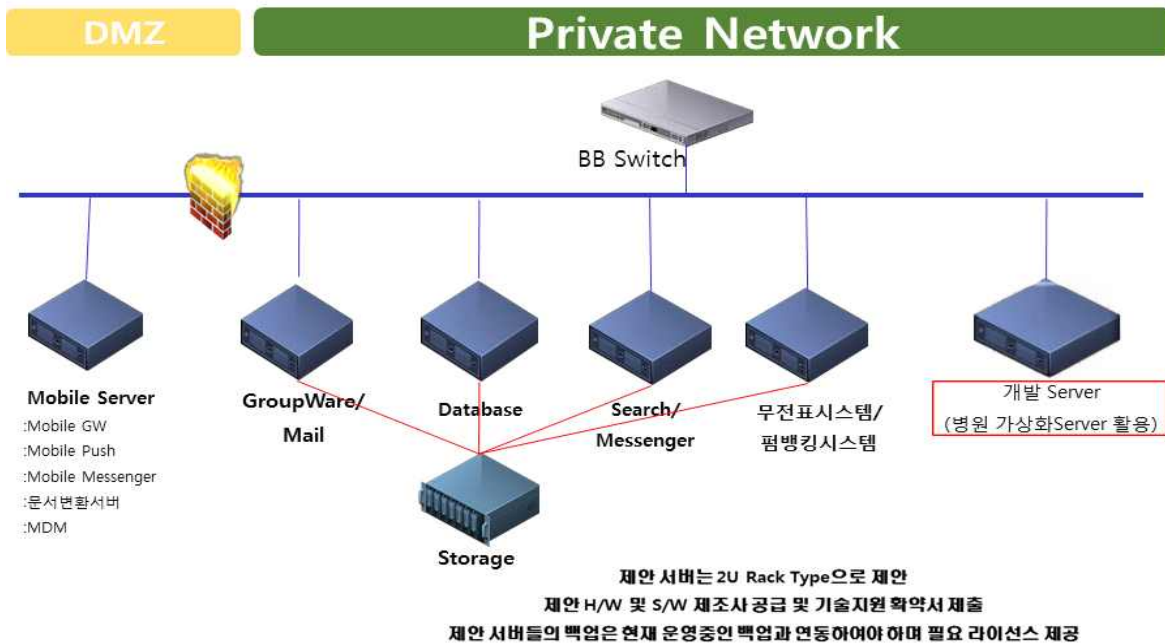 DMZ
Private Network
BB Switch
Mobile Server
:Mobile GW
:Mobile Push
:Mobile Messenger
:문서변환서버
:MDM
GroupWare/
Mail
Database
Search/
Messenger
무전표시스템/
펌뱅킹시스템
개발 Server
(병원 가상화Server 활용)
Storage
제안 서버는 2U Rack Type으로 제안
제안 H/W 및 S/W 제조사 공급 및 기술지원 확약서 제출
제안 서버들의 백업은 현재 운영중인 백업과 연동하여야 하며 필요 라이선스 제공